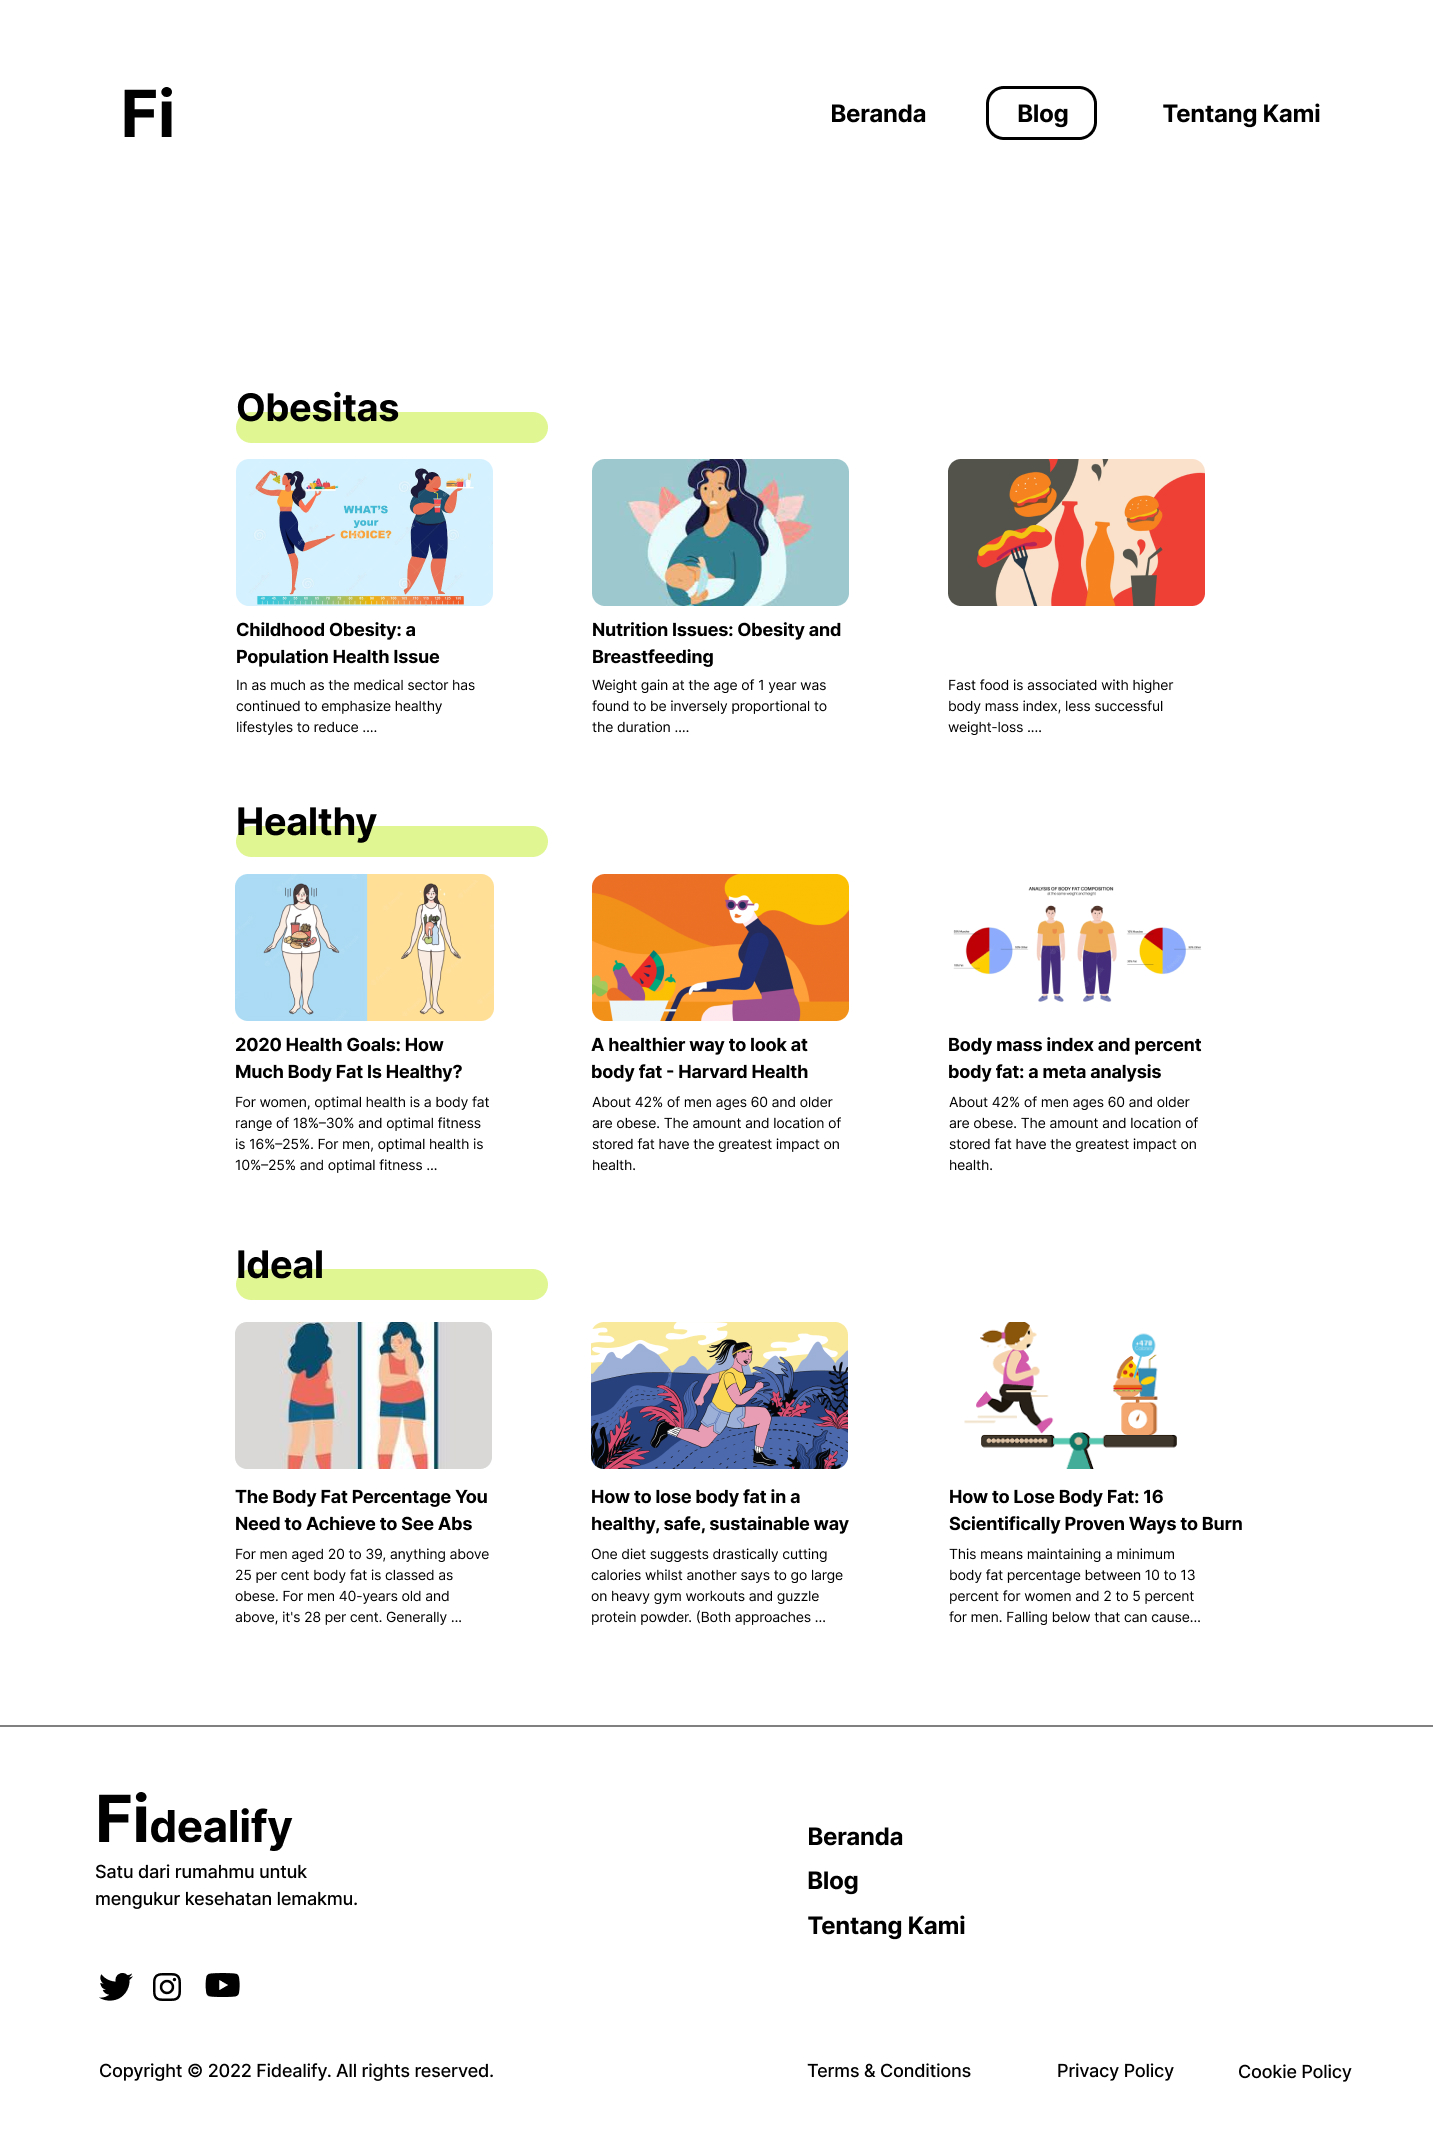 Fi
Beranda
Blog
Tentang Kami
Obesitas
WHAT'S
your
CHOICE?
Childhood Obesity: a
Population Health Issue
In as much as the medical sector has
continued to emphasize healthy
lifestyles to reduce ....
Nutrition Issues: Obesity and
Breastfeeding
Weight gain at the age of 1 year was
found to be inversely proportional to
the duration ....
Fast food is associated with higher
body mass index, less successful
weight-loss ....
Healthy
ANALYSIS OF BODY FAT COMPOSITION
at the same weight and height
2020 Health Goals: How
Much Body Fat Is Healthy?
For women, optimal health is a body fat
range of 18%–30% and optimal fitness
is 16%–25%. For men, optimal health is
10%–25% and optimal fitness ...
A healthier way to look at
body fat - Harvard Health
About 42% of men ages 60 and older
are obese. The amount and location of
stored fat have the greatest impact on
health.
Body mass index and percent
body fat: a meta analysis
About 42% of men ages 60 and older
are obese. The amount and location of
stored fat have the greatest impact on
health.
Ideal
+478
The Body Fat Percentage You
Need to Achieve to See Abs
For men aged 20 to 39, anything above
25 per cent body fat is classed as
obese. For men 40-years old and
above, it's 28 per cent. Generally ...
How to lose body fat in a
healthy, safe, sustainable way
One diet suggests drastically cutting
calories whilst another says to go large
on heavy gym workouts and guzzle
protein powder. (Both approaches ...
How to Lose Body Fat: 16
Scientifically Proven Ways to Burn
This means maintaining a minimum
body fat percentage between 10 to 13
percent for women and 2 to 5 percent
for men. Falling below that can cause...
Fidealify
Satu dari rumahmu untuk
mengukur kesehatan lemakmu.
Beranda
Blog
Tentang Kami
Copyright © 2022 Fidealify. All rights reserved.
Terms & Conditions
Privacy Policy
Cookie Policy